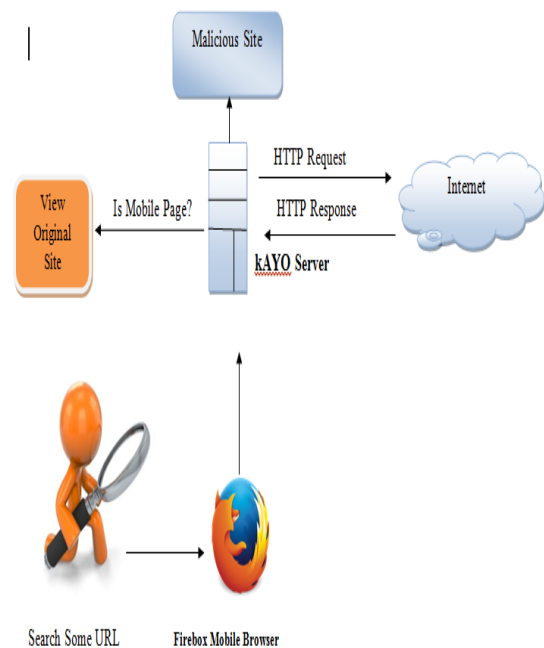 Malicious Site
HTTP Request
Internet
View
Original
Site
Is Mobile Page?
HTTP Response
kAYO Server
Search Some URL
Firebox Mobile Browser